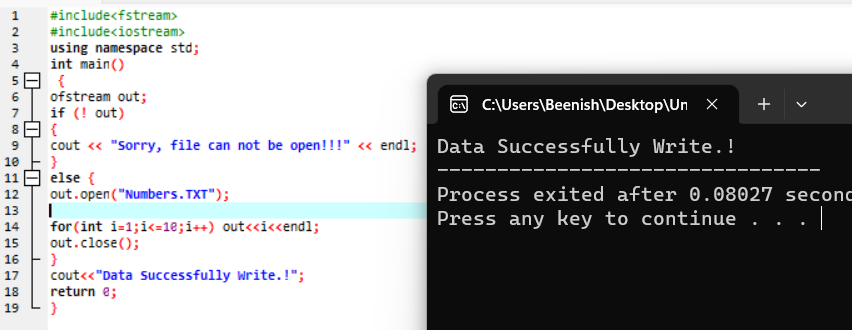 1 #include<fstream>
2 #include<iostream>
3 using namespace std;
4 int main()
5 {
6 ofstream out;
7 if (! out)
8 {
9 cout << "Sorry, file can not be open!!!" << endl;
10 }
11 else {
12 out.open("Numbers.TXT");
13
14 for(int i=1;i<=10;i++) out<<i<<endl;
15 out.close();
16 }
17 cout<<"Data Successfully Write.!";
18 return 0;
19 }
C:\Users\Beenish\Desktop\Un
Data Successfully Write.!
--------------------------------
Process exited after 0.08027 second
Press any key to continue . . .